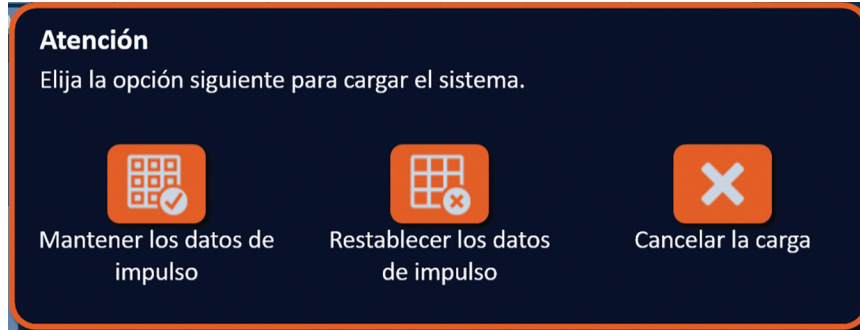 Atención
Elija la opción siguiente para cargar el sistema.
Mantener los datos de impulso
Restablecer los datos de impulso
Cancelar la carga